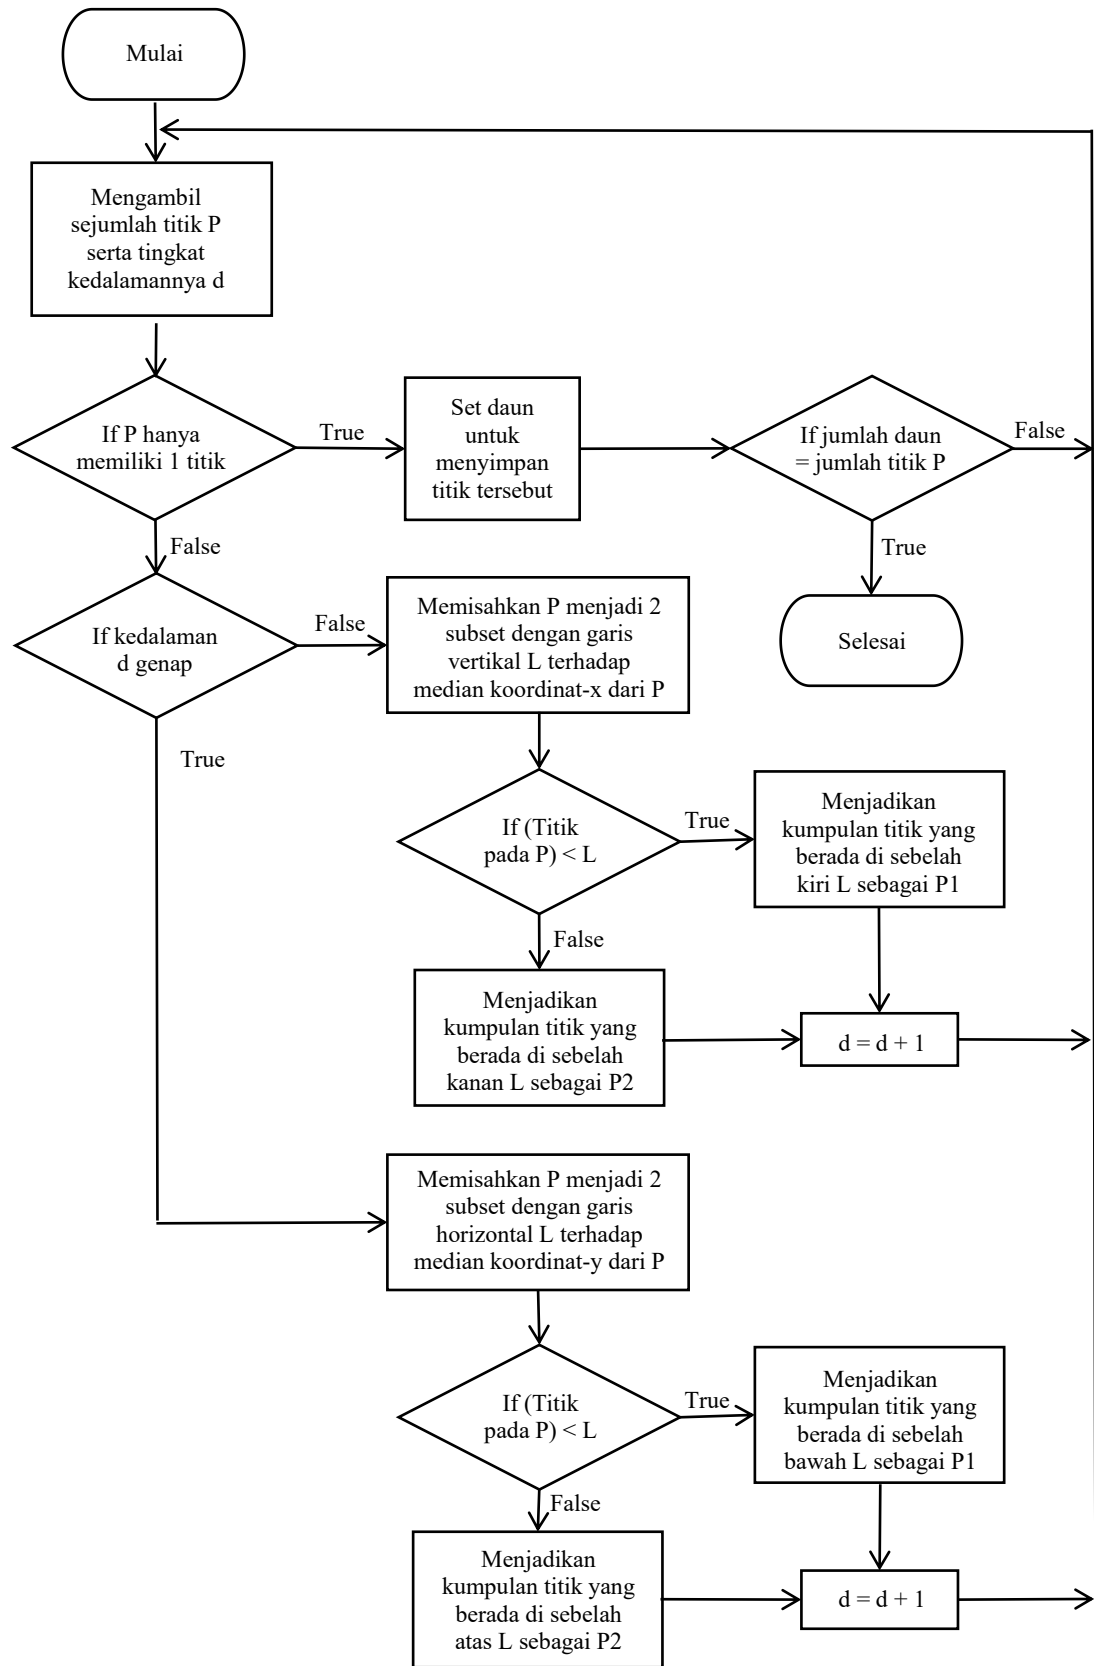 Mulai
Mengambil
sejumlah titik P
serta tingkat
kedalamannya d
If P hanya
memiliki 1 titik
True
Set daun
untuk
menyimpan
titik tersebut
If jumlah daun
= jumlah titik P
False
True
Selesai
False
If kedalaman
d genap
False
Memisahkan P menjadi 2
subset dengan garis
vertikal L terhadap
median koordinat-x dari P
True
If (Titik
pada P) < L
True
Menjadikan
kumpulan titik yang
berada di sebelah
kiri L sebagai P1
False
Menjadikan
kumpulan titik yang
berada di sebelah
kanan L sebagai P2
d = d + 1
Memisahkan P menjadi 2
subset dengan garis
horizontal L terhadap
median koordinat-y dari P
If (Titik
pada P) < L
True
Menjadikan
kumpulan titik yang
berada di sebelah
bawah L sebagai P1
False
Menjadikan
kumpulan titik yang
berada di sebelah
atas L sebagai P2
d = d + 1